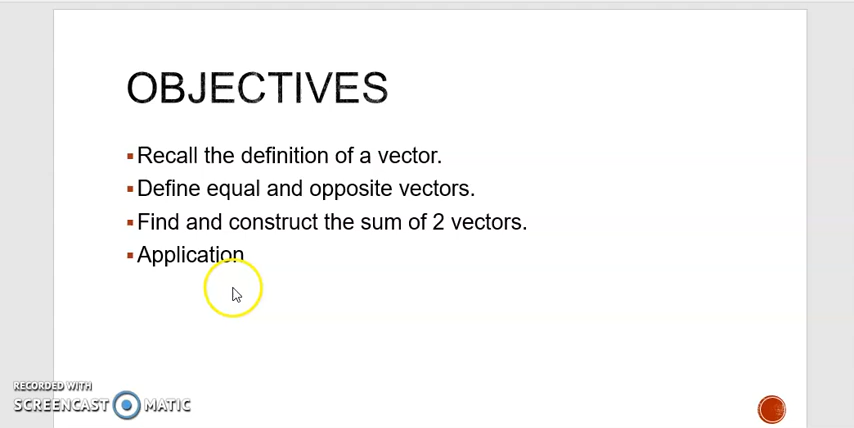 OBJECTIVES
Recall the definition of a vector.
Define equal and opposite vectors.
Find and construct the sum of 2 vectors.
Application
RECORDED WITH
SCREENCAST MATIC